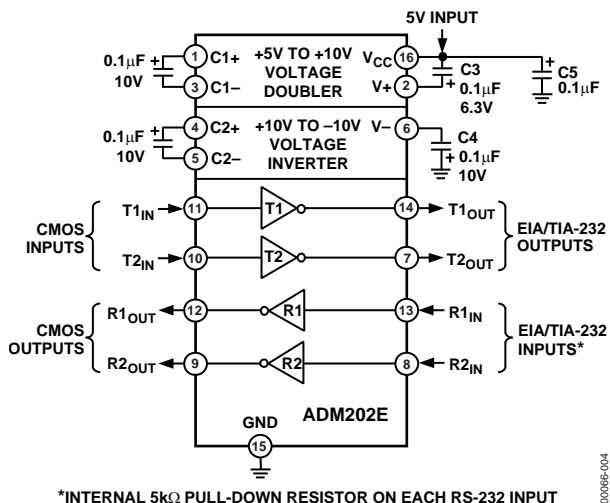 5V INPUT
0.1µF
10V
+
1
C1+
3
C1–
+5V TO +10V
VOLTAGE
DOUBLER
VCC
16
V+
2
+
C3
0.1µF
6.3V
+
C5
0.1µF
0.1µF
10V
+
4
C2+
5
C2–
+10V TO –10V
VOLTAGE
INVERTER
V–
6
C4
+
0.1µF
10V
CMOS
INPUTS
T1IN
11
T1
14
T1OUT
T2IN
10
T2
7
T2OUT
EIA/TIA-232
OUTPUTS
CMOS
OUTPUTS
R1OUT
12
R1
13
R1IN
R2OUT
9
R2
8
R2IN
EIA/TIA-232
INPUTS*
GND
15
ADM202E
*INTERNAL 5kΩ PULL-DOWN RESISTOR ON EACH RS-232 INPUT
00066-004